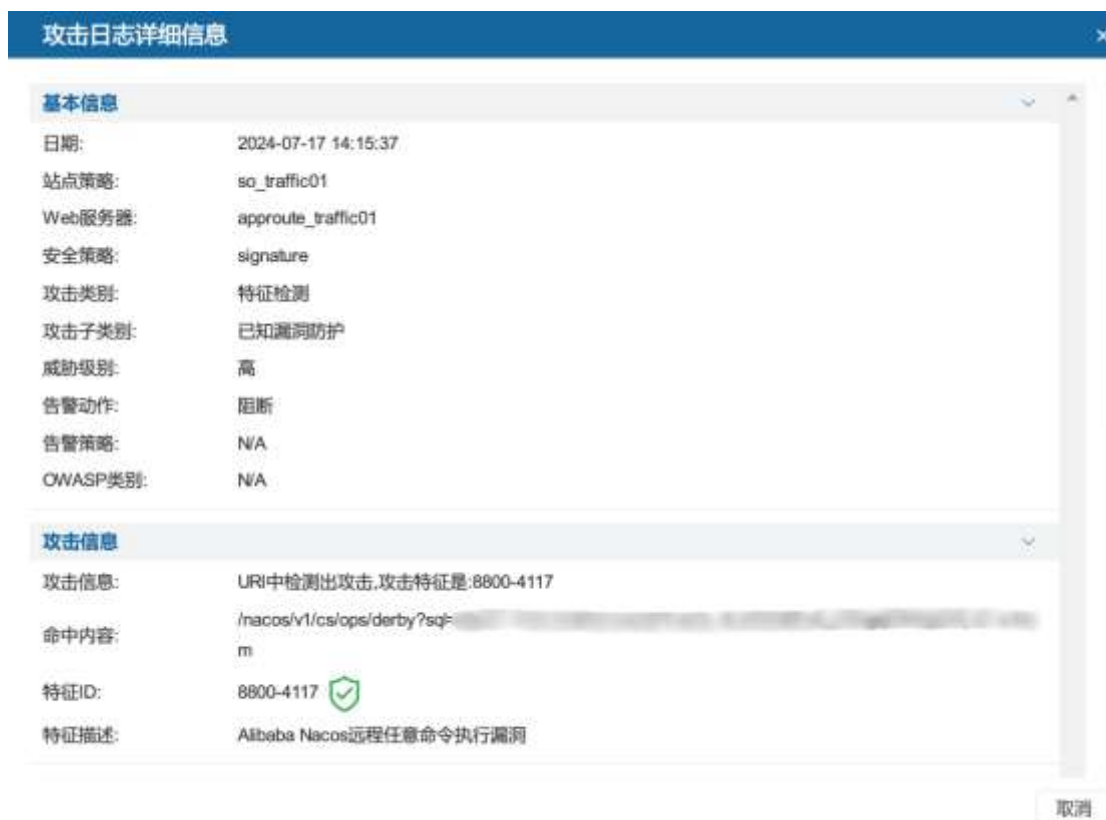 攻击日志详细信息
基本信息
日期: 2024-07-17 14:15:37
站点策略: so_traffic01
Web服务器: approute_traffic01
安全策略: signature
攻击类别: 特征检测
攻击子类别: 已知漏洞防护
威胁级别: 高
告警动作: 阻断
告警策略: N/A
OWASP类别: N/A
攻击信息
攻击信息: URI中检测出攻击,攻击特征是:8800-4117
命中内容: /nacos/v1/cs/ops/derby?sql=
m
特征ID: 8800-4117
特征描述: Alibaba Nacos远程任意命令执行漏洞
取消